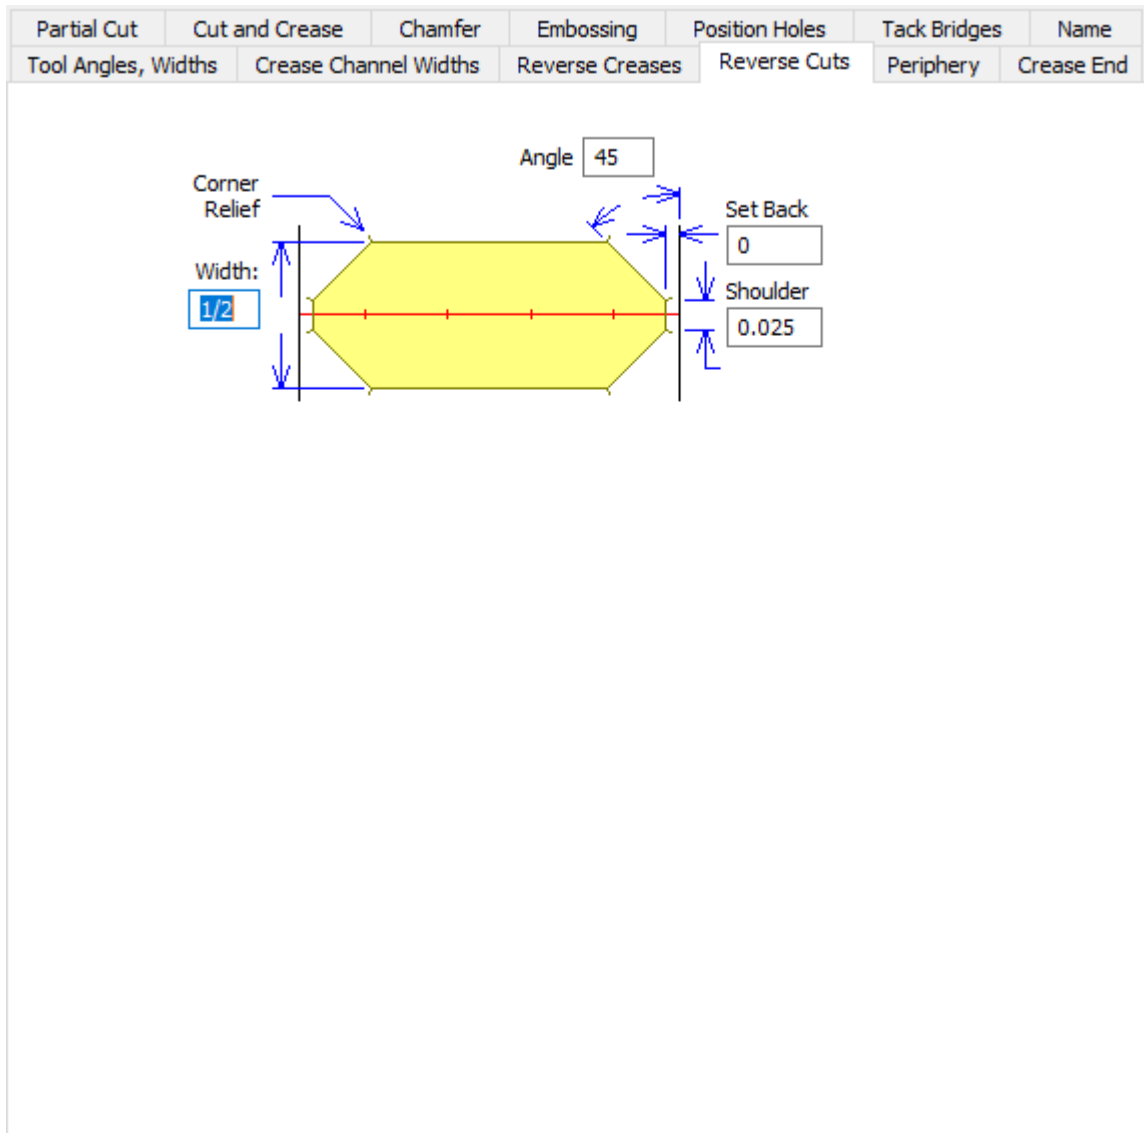 Partial Cut Cut and Crease Chamfer Embossing Position Holes Tack Bridges Name
Tool Angles, Widths Crease Channel Widths Reverse Creases Reverse Cuts Periphery Crease End
Angle 45
Corner
Relief
Set Back
0
Width:
1/2
Shoulder
0.025